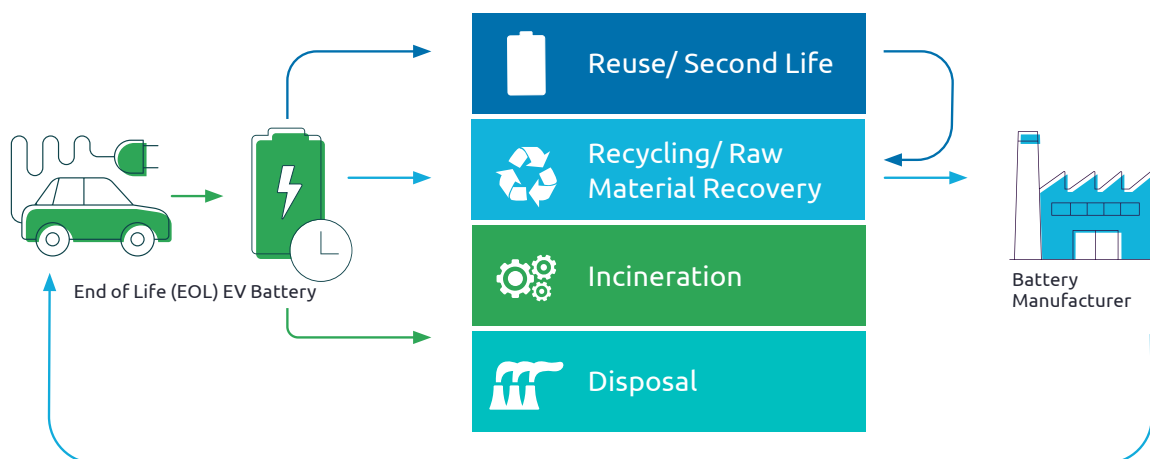 Reuse/ Second Life
Recycling/ Raw
Material Recovery
End of Life (EOL) EV Battery
Incineration
Battery
Manufacturer
Disposal